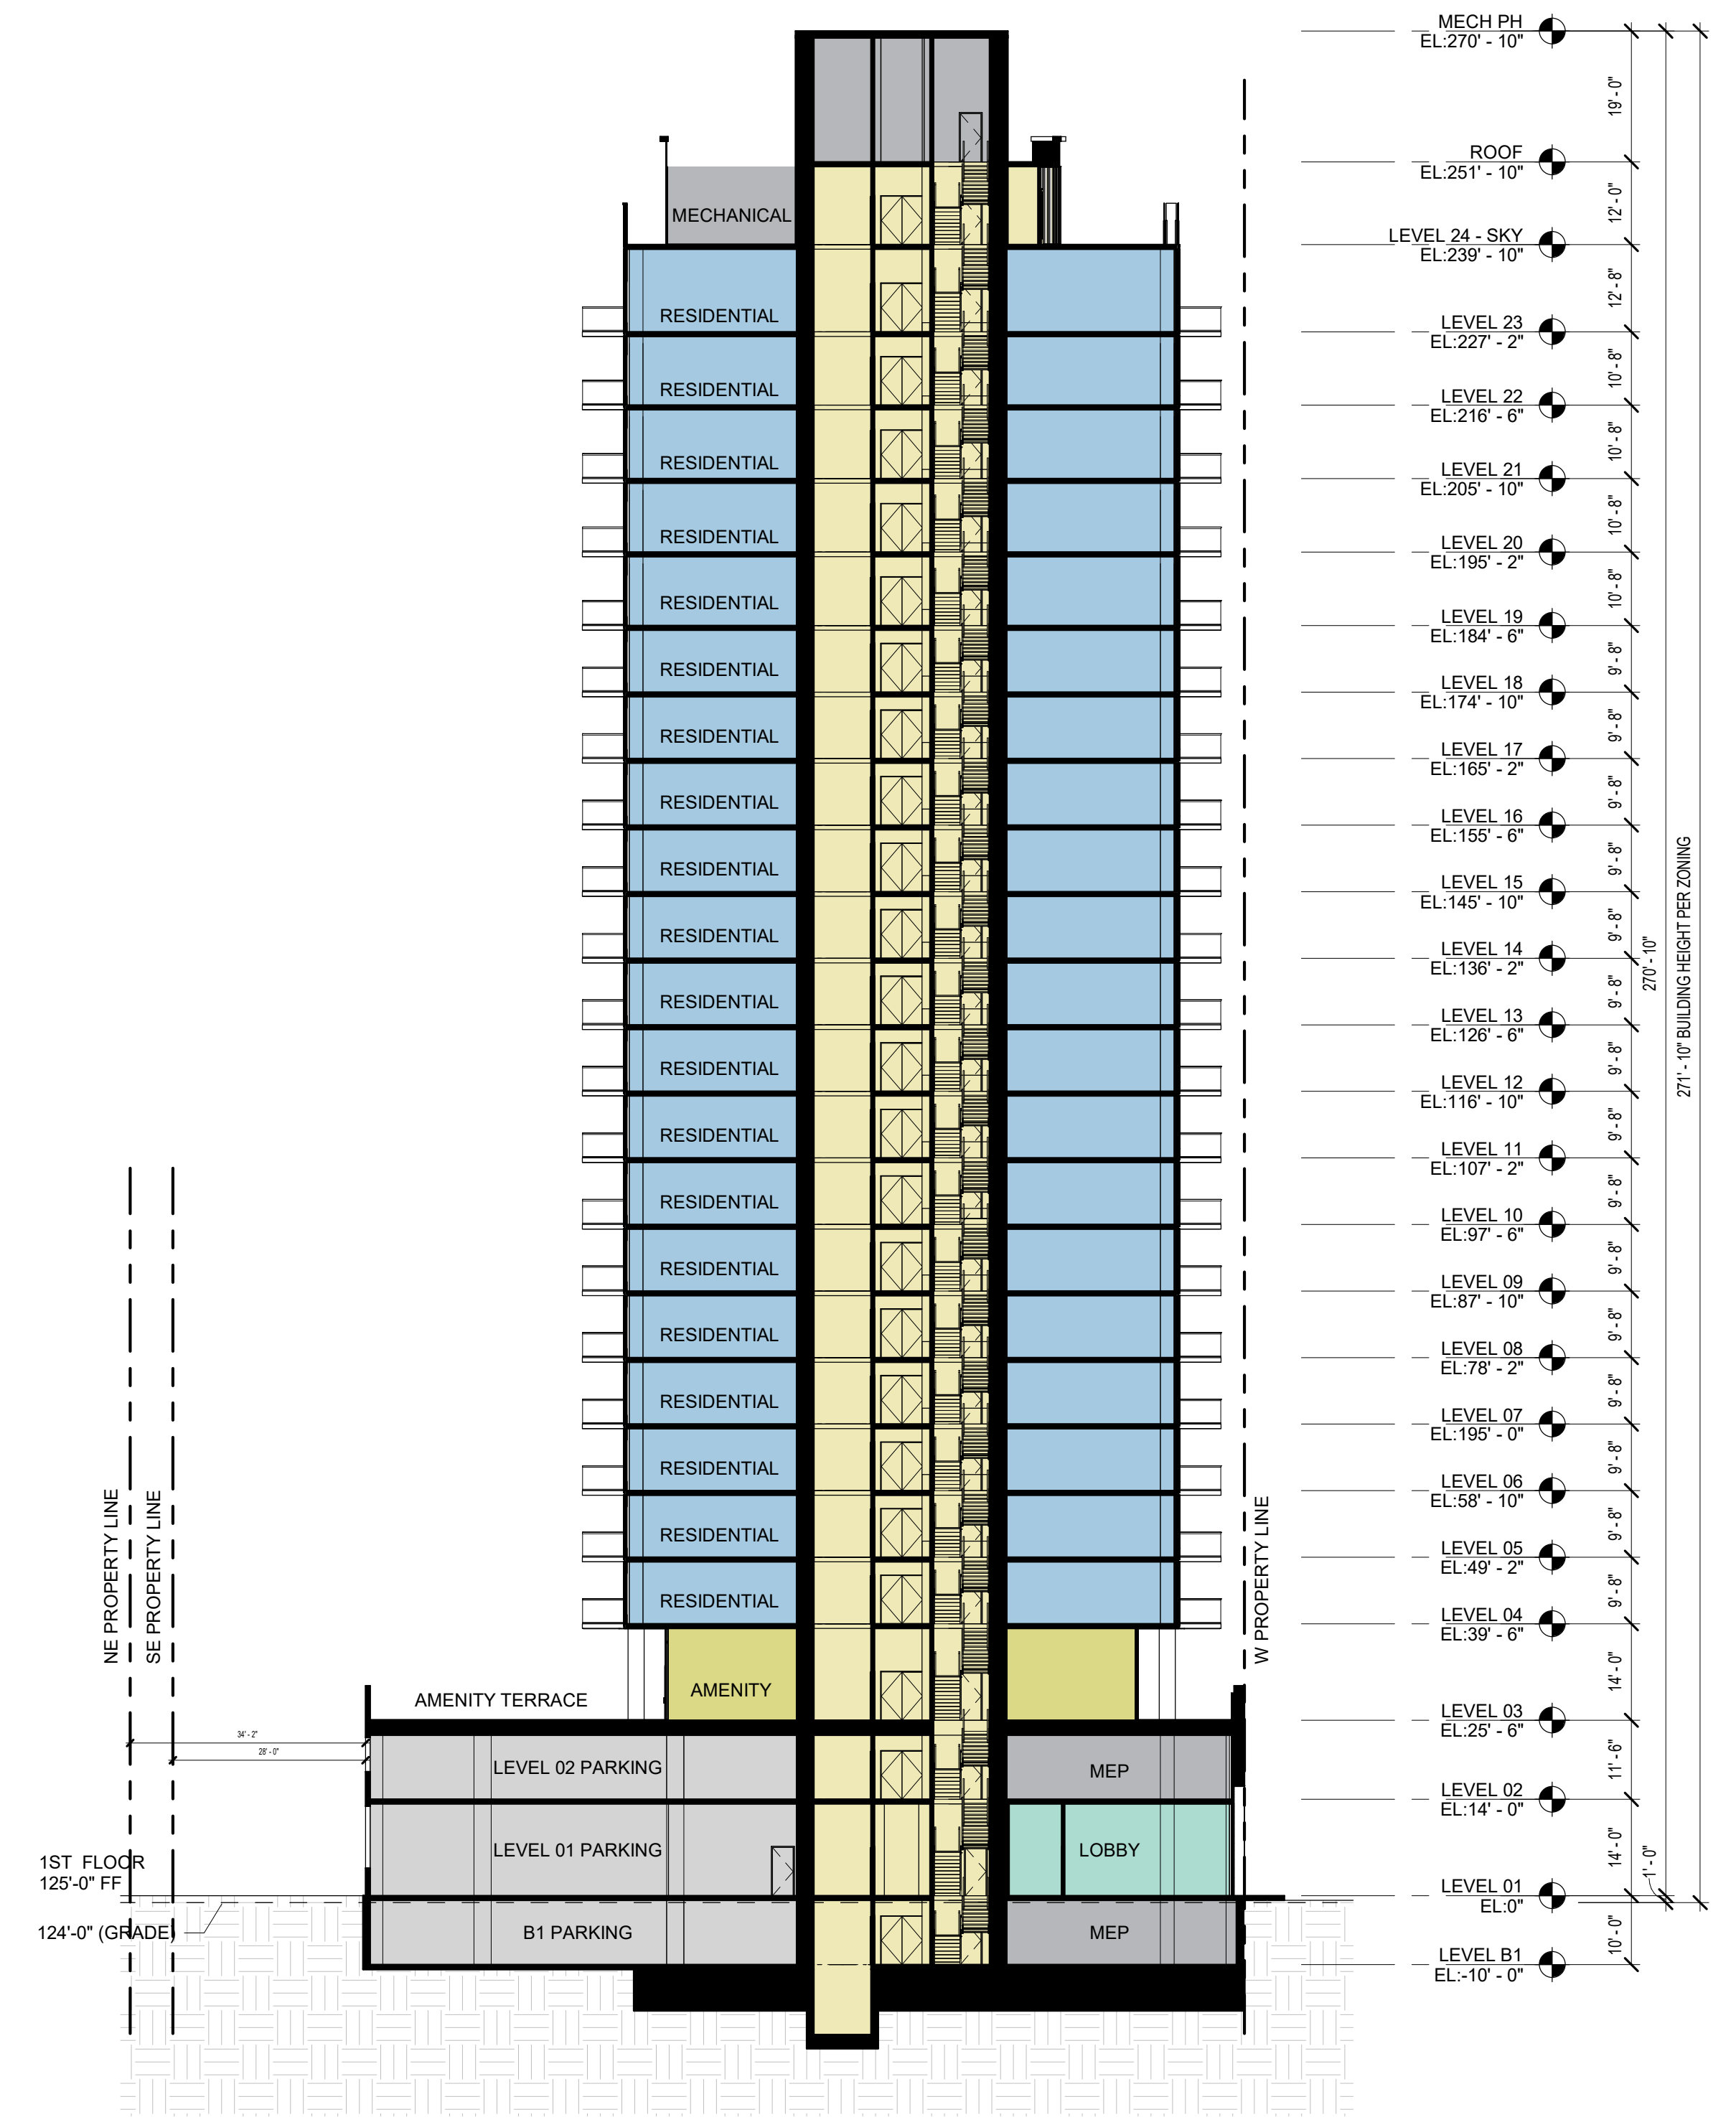 MECH PH
EL:270' - 10"
19' - 0"
ROOF
EL:251' - 10"
12' - 0"
MECHANICAL
LEVEL 24 - SKY
EL:239' - 10"
12' - 8"
RESIDENTIAL
LEVEL 23
EL:227' - 2"
10' - 8"
RESIDENTIAL
LEVEL 22
EL:216' - 6"
10' - 8"
RESIDENTIAL
LEVEL 21
EL:205' - 10"
10' - 8"
RESIDENTIAL
LEVEL 20
EL:195' - 2"
10' - 8"
RESIDENTIAL
LEVEL 19
EL:184' - 6"
9' - 8"
RESIDENTIAL
LEVEL 18
EL:174' - 10"
9' - 8"
RESIDENTIAL
LEVEL 17
EL:165' - 2"
9' - 8"
RESIDENTIAL
LEVEL 16
EL:155' - 6"
9' - 8"
RESIDENTIAL
LEVEL 15
EL:145' - 10"
9' - 8"
RESIDENTIAL
LEVEL 14
EL:136' - 2"
9' - 8"
RESIDENTIAL
LEVEL 13
EL:126' - 6"
9' - 8"
RESIDENTIAL
LEVEL 12
EL:116' - 10"
9' - 8"
RESIDENTIAL
LEVEL 11
EL:107' - 2"
9' - 8"
RESIDENTIAL
LEVEL 10
EL:97' - 6"
9' - 8"
RESIDENTIAL
LEVEL 09
EL:87' - 10"
9' - 8"
RESIDENTIAL
LEVEL 08
EL:78' - 2"
9' - 8"
RESIDENTIAL
LEVEL 07
EL:195' - 0"
9' - 8"
RESIDENTIAL
LEVEL 06
EL:58' - 10"
9' - 8"
RESIDENTIAL
LEVEL 05
EL:49' - 2"
9' - 8"
RESIDENTIAL
LEVEL 04
EL:39' - 6"
14' - 0"
270' - 10"
271' - 10" BUILDING HEIGHT PER ZONING
NE PROPERTY LINE
SE PROPERTY LINE
W PROPERTY LINE
AMENITY TERRACE
AMENITY
LEVEL 03
EL:25' - 6"
11' - 6"
34' - 2"
28' - 0"
LEVEL 02 PARKING
MEP
LEVEL 02
EL:14' - 0"
14' - 0"
1' - 0"
LEVEL 01 PARKING
LOBBY
1ST FLOOR
125'-0" FF
LEVEL 01
EL:0"
10' - 0"
124'-0" (GRADE)
B1 PARKING
MEP
LEVEL B1
EL:-10' - 0"